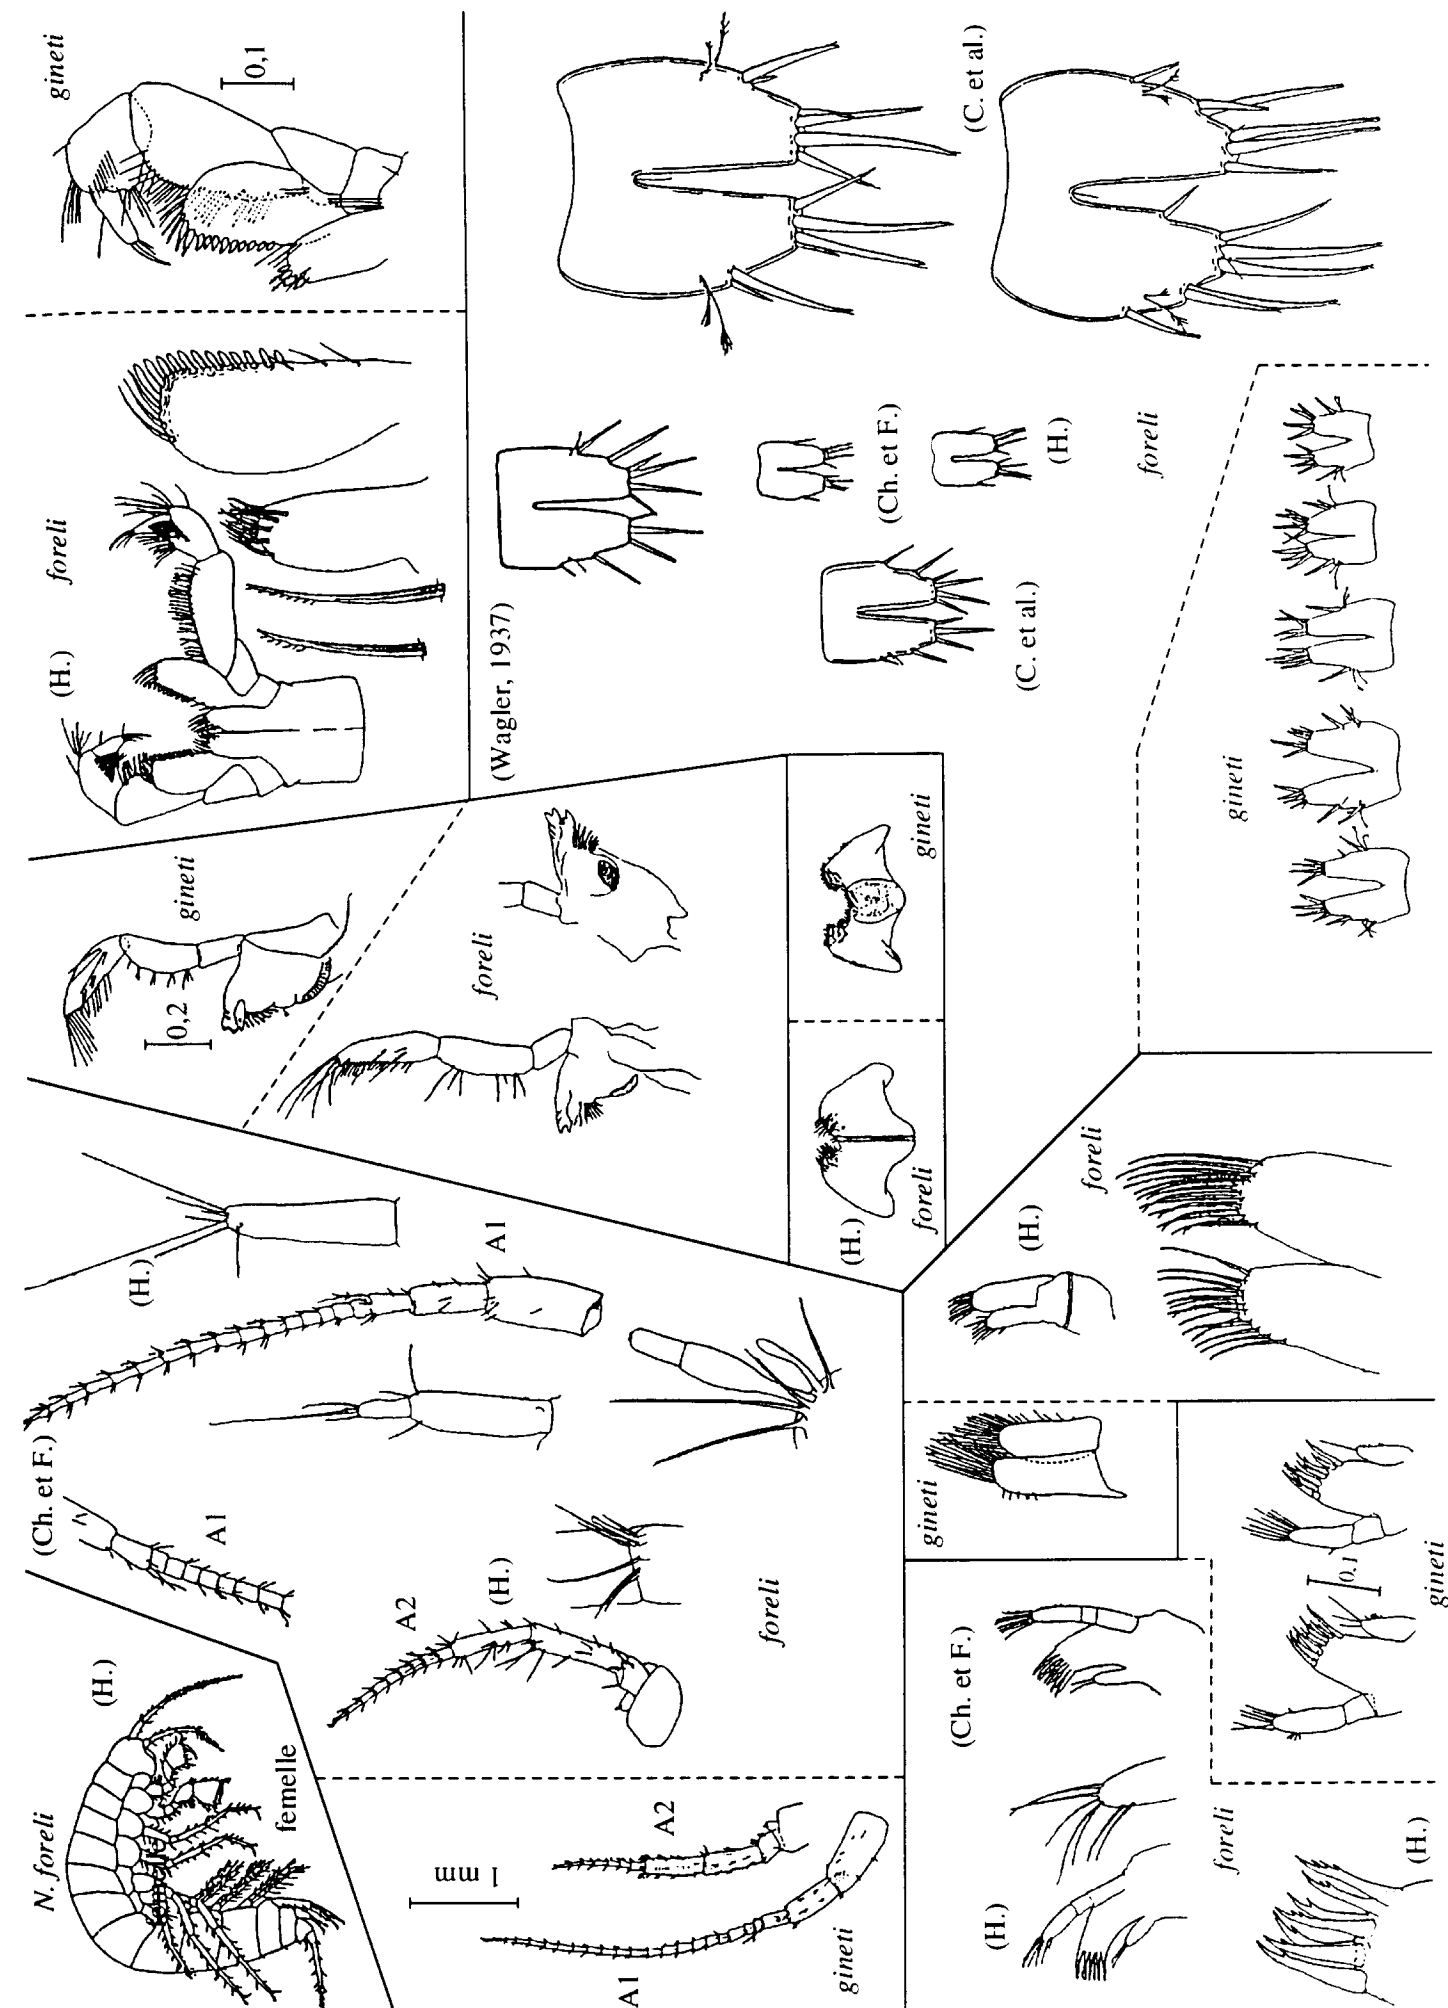 N. foreli
(H.)
femelle
(Ch. et F.)
A1
(H.)
A1
A2
(H.)
foreli
1 mm
A2
A1
gineti
gineti
0,2
foreli
(H.)
foreli
gineti
(H.)
foreli
gineti
0,1
(Wagler, 1937)
(C. et al.)
(Ch. et F.)
(H.)
foreli
(C. et al.)
gineti
(H.)
foreli
gineti
(Ch. et F.)
(H.)
foreli
(H.)
0,1
gineti